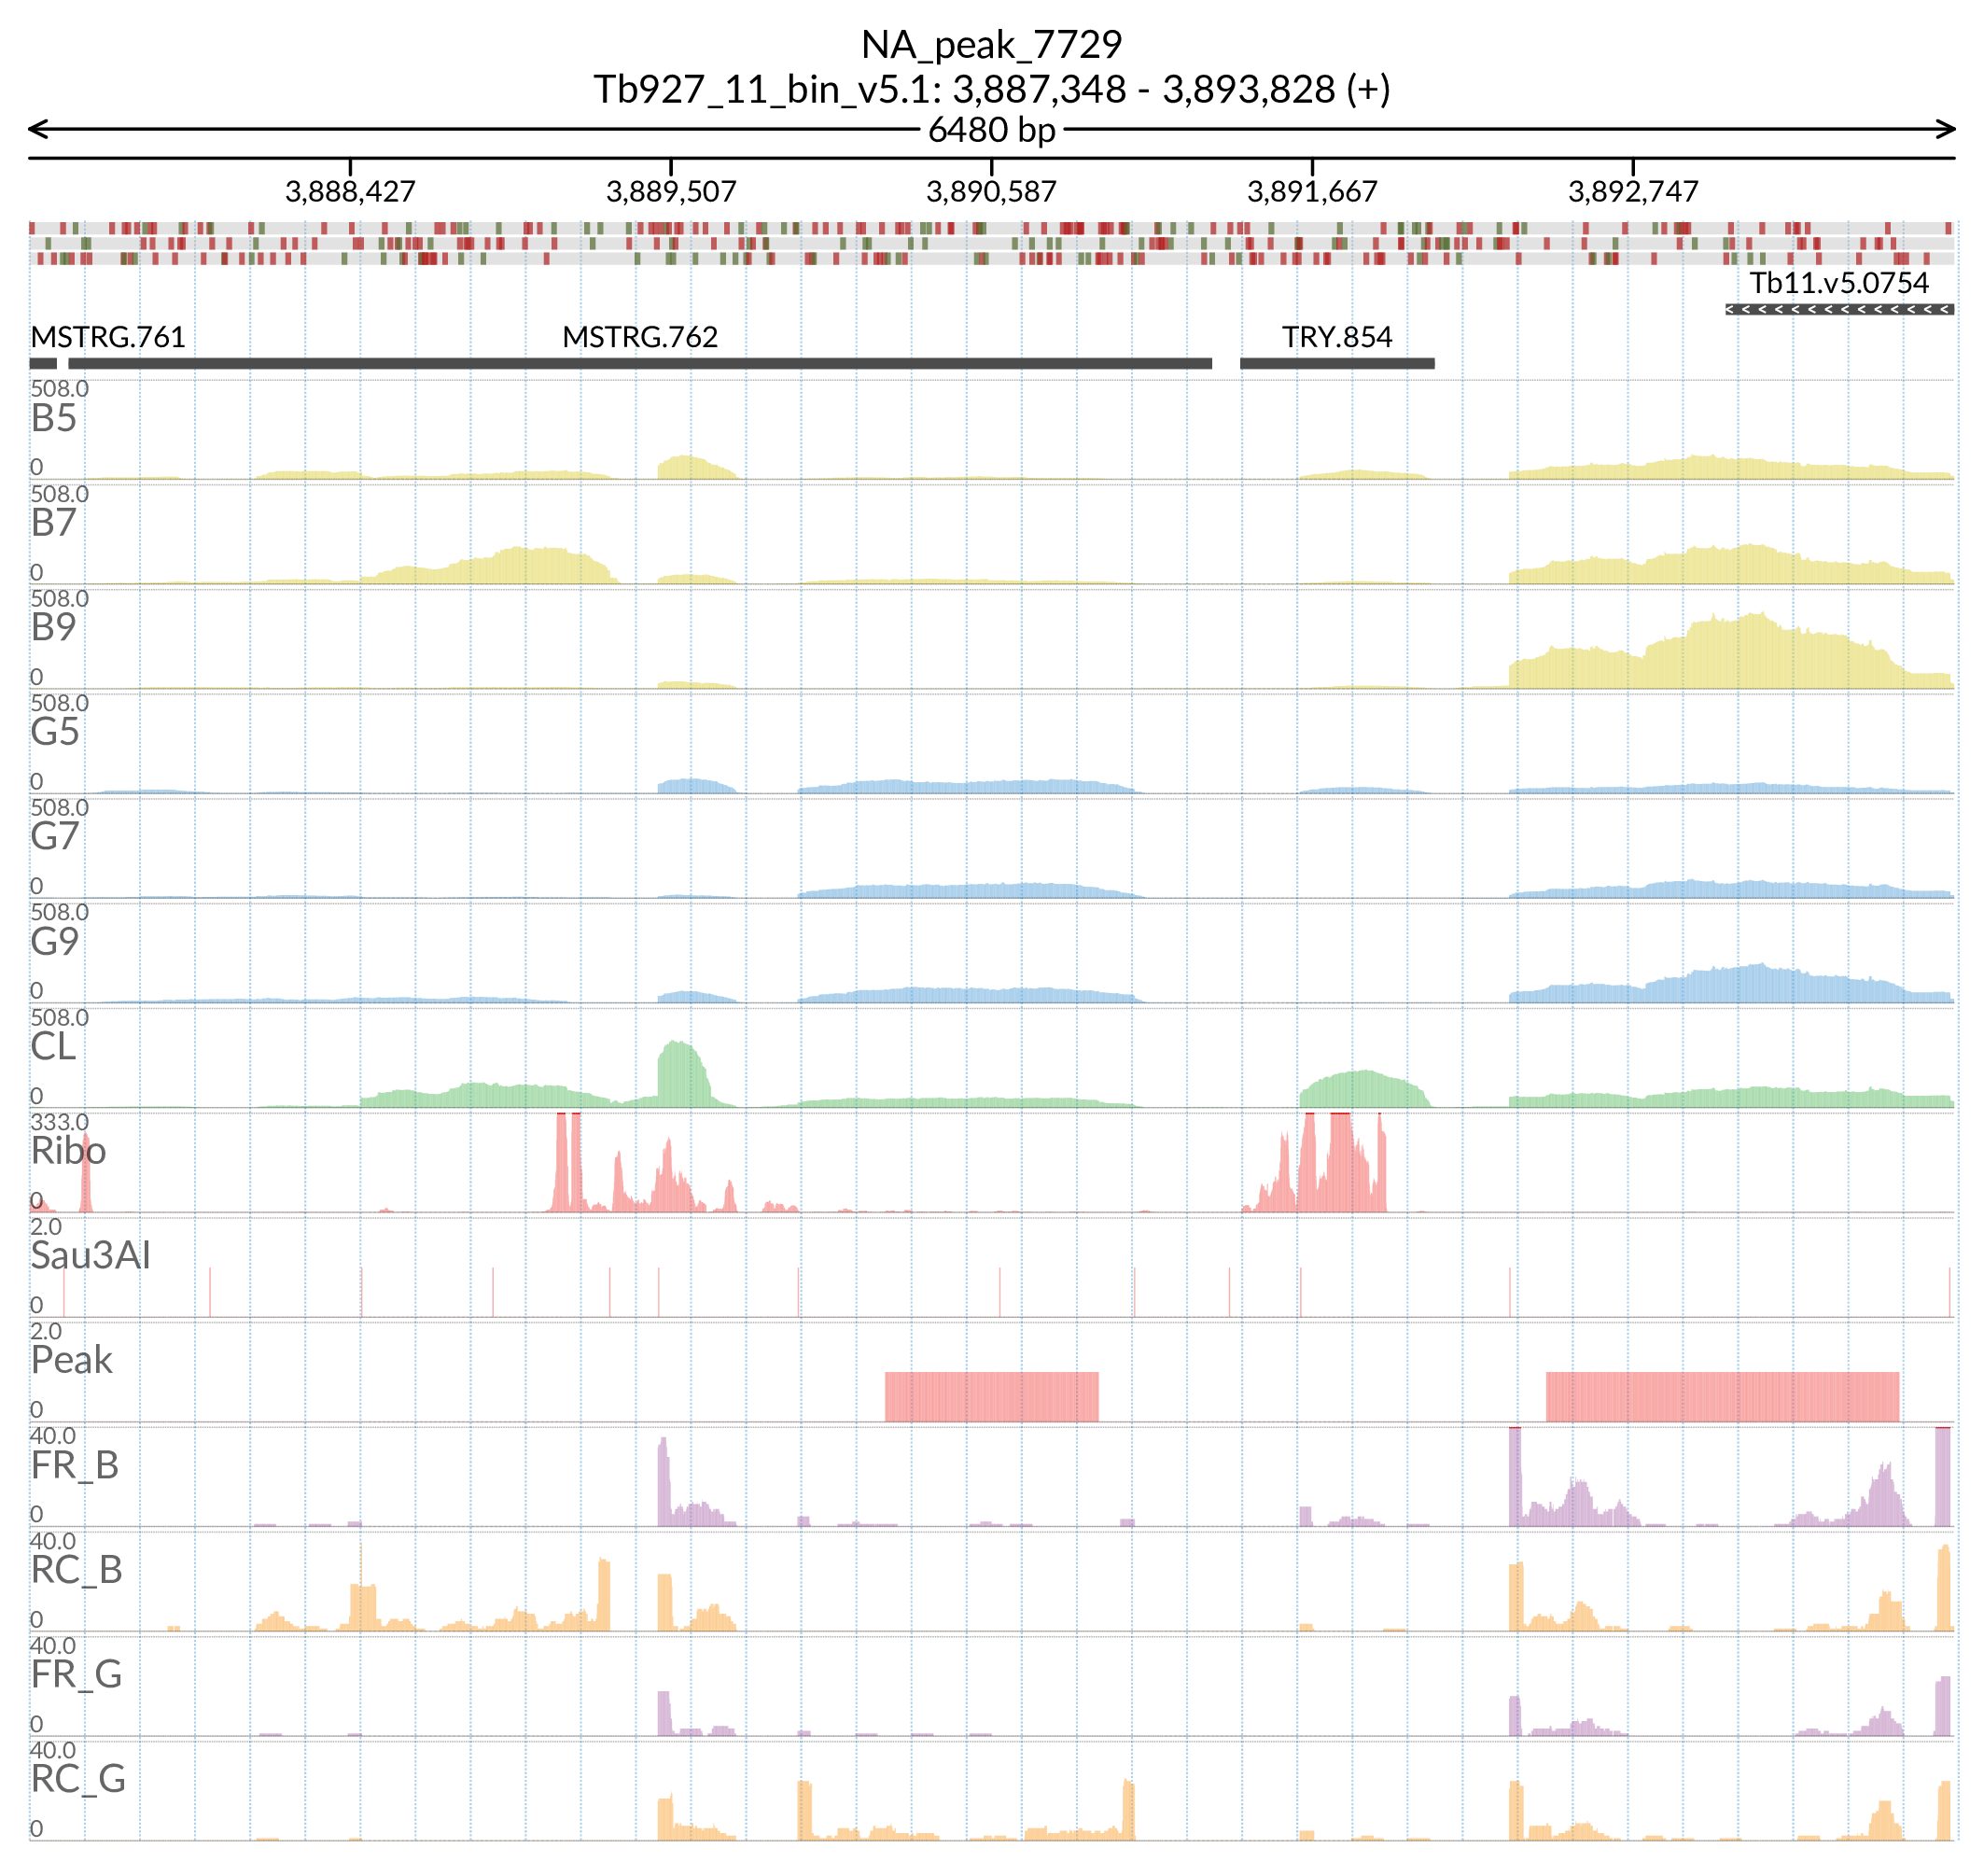 NA_peak_7729
Tb927_11_bin_v5.1: 3,887,348 - 3,893,828 (+)
6480 bp
3,888,427 3,889,507 3,890,587 3,891,667 3,892,747
Tb11.v5.0754
MSTRG.761 MSTRG.762 TRY.854
508.0
B5
0
508.0
B7
0
508.0
B9
0
508.0
G5
0
508.0
G7
0
508.0
G9
0
508.0
CL
0
333.0
Ribo
0
2.0
Sau3AI
0
2.0
Peak
0
40.0
FR_B
0
40.0
RC_B
0
40.0
FR_G
0
40.0
RC_G
0